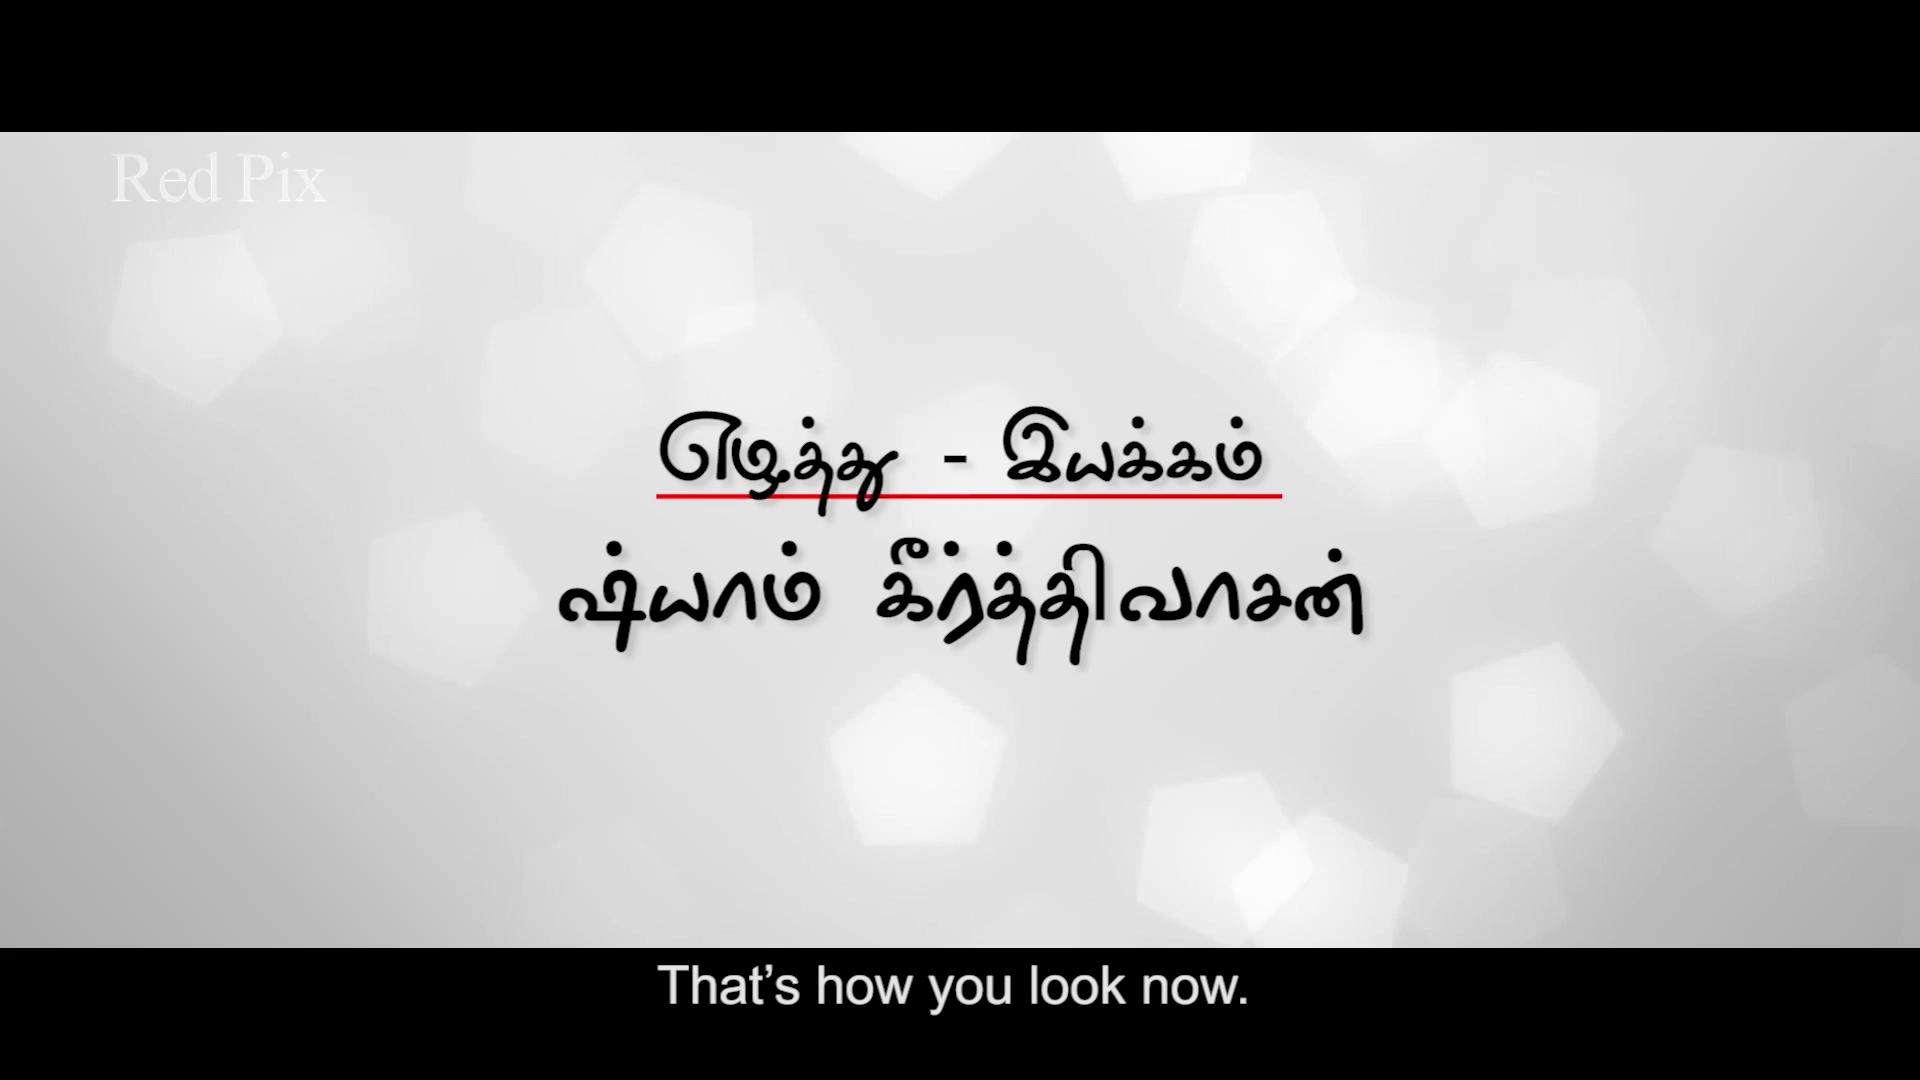 Red Pix
எழுத்து - இயக்கம்
ஷ்யாம் கீர்த்திவாசன்
That’s how you look now.